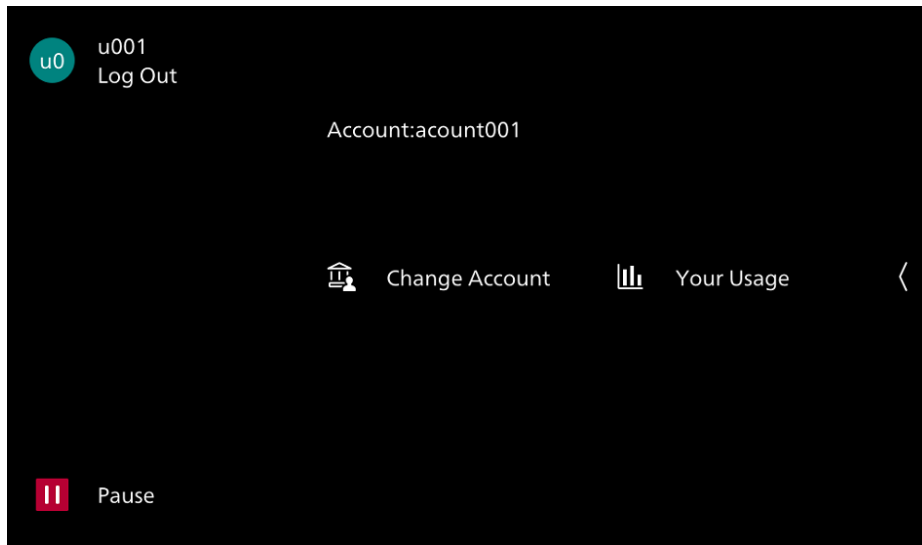 u0
u001
Log Out
Account:acount001
Change Account
Your Usage
Pause